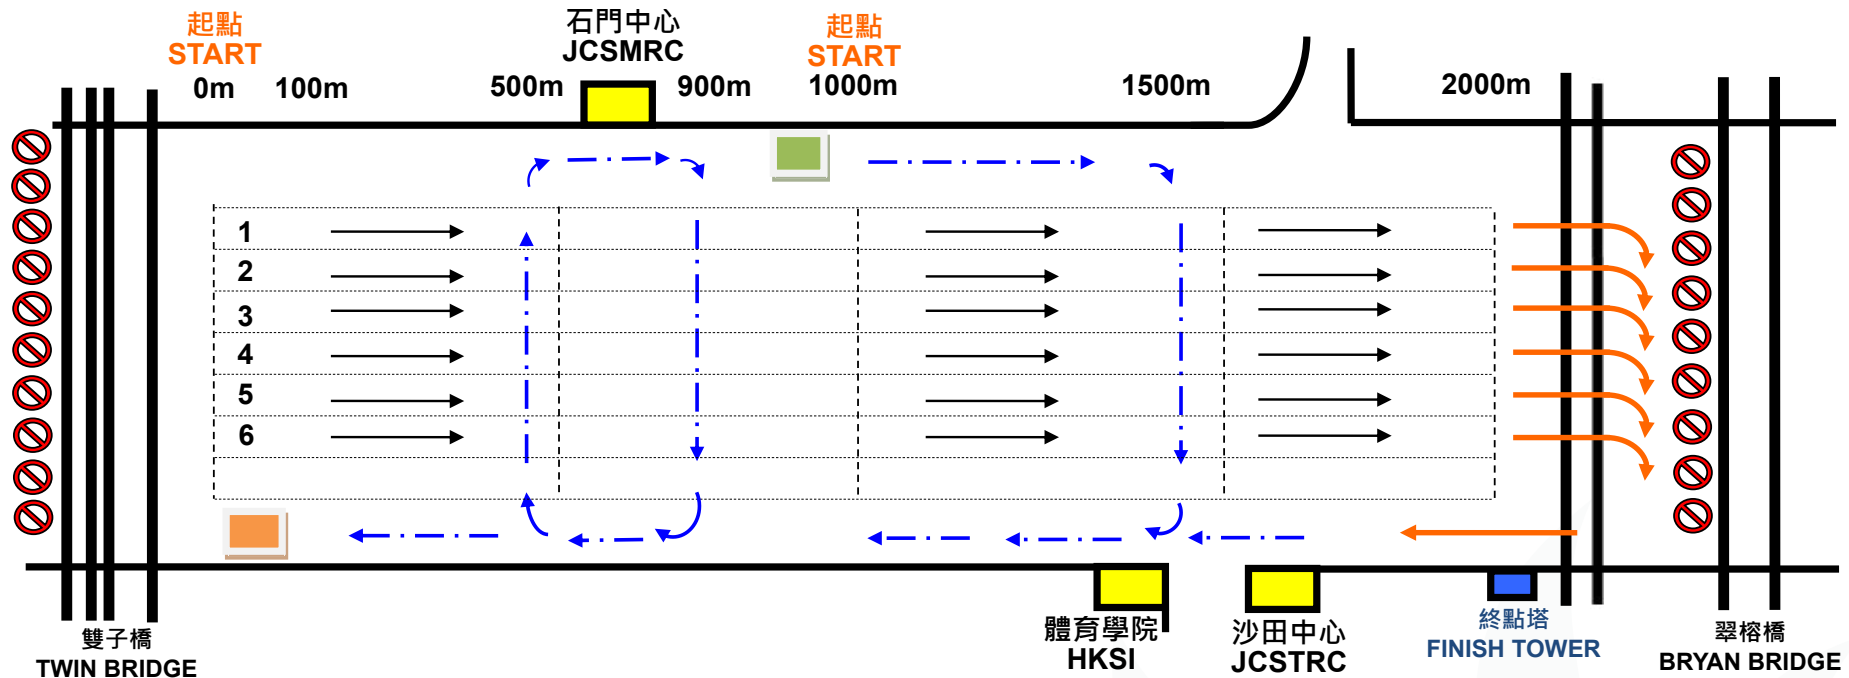 起點
START
石門中心
JCSMRC
起點
START
0m
100m
500m
900m
1000m
1500m
2000m
1
2
3
4
5
6
雙子橋
TWIN BRIDGE
體育學院
HKSI
沙田中心
JCSTRC
終點塔
FINISH TOWER
翠榕橋
BRYAN BRIDGE